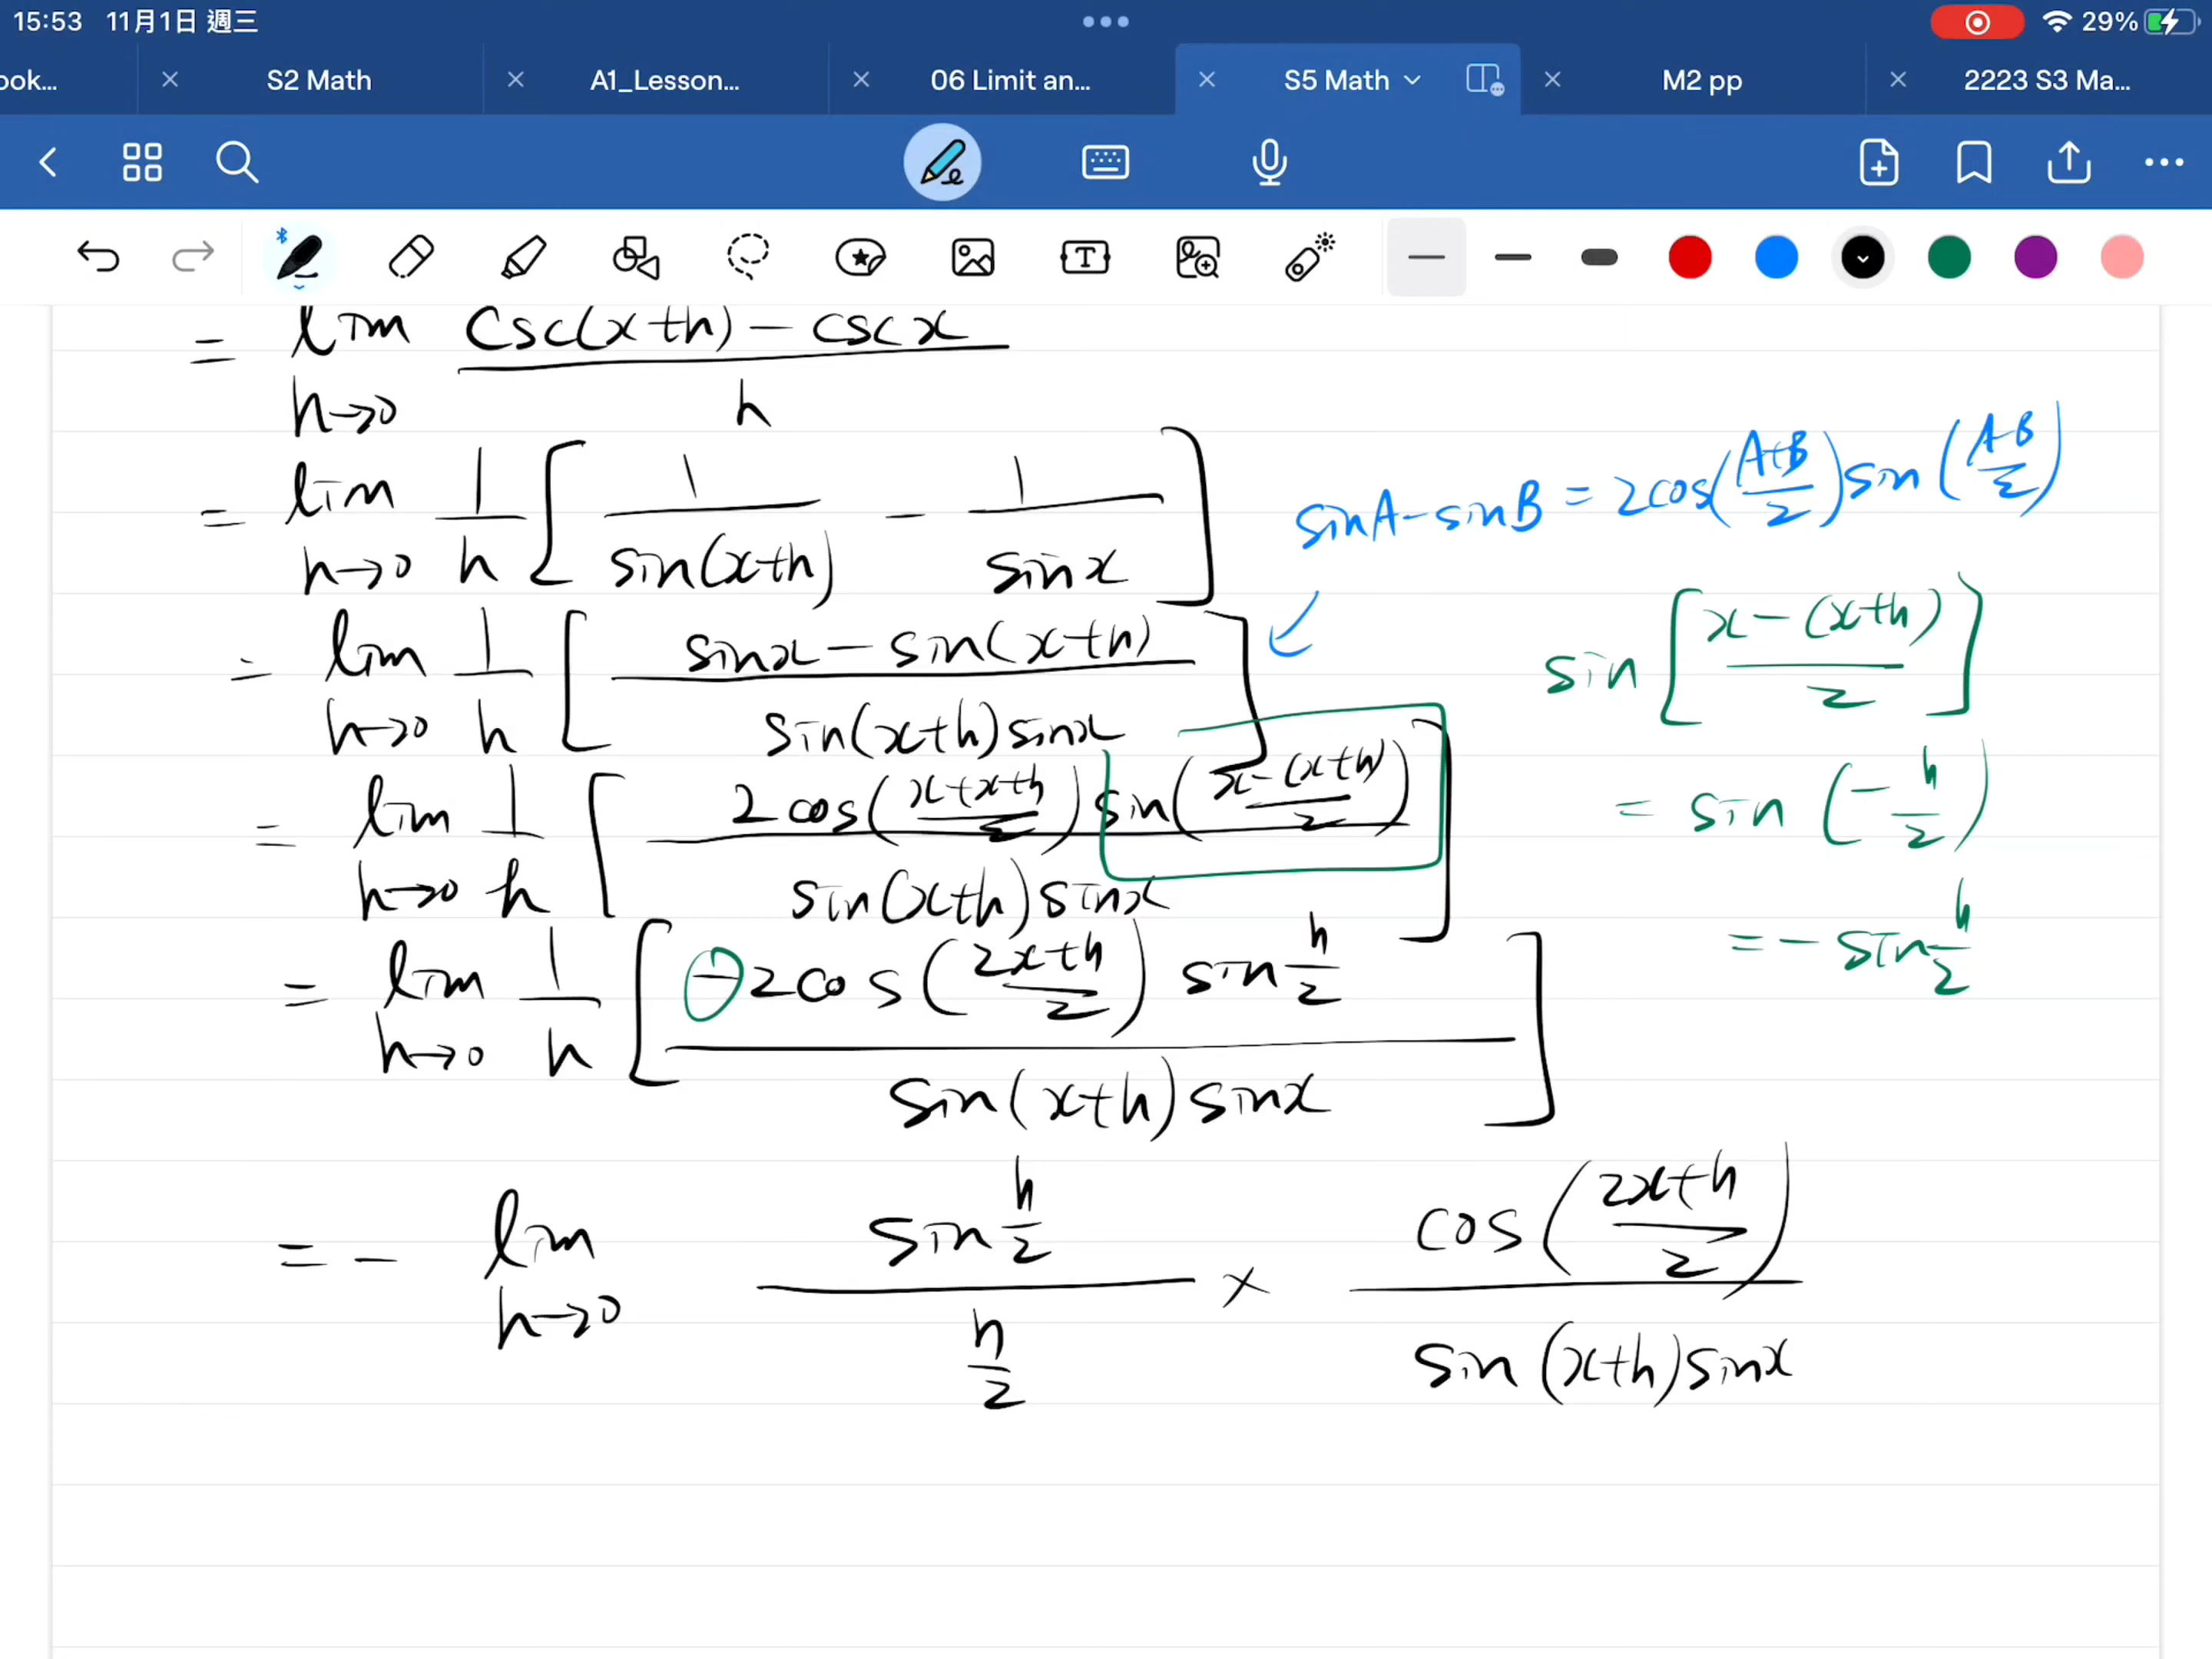 15:53 11月1日 週三 29%
ook... S2 Math A1_Lesson... 06 Limit an... S5 Math M2 pp 2223 S3 Ma...
= lim h→0 (csc(x+h) − csc x)/h
= lim h→0 1/h [ 1/sin(x+h) − 1/sin x ]
sinA−sinB = 2cos((A+B)/2) sin((A−B)/2)
= lim h→0 1/h [ (sin x − sin(x+h))/(sin(x+h) sin x) ]
sin[ (x−(x+h))/2 ]
= lim h→0 1/h [ 2cos((x+x+h)/2) sin((x−(x+h))/2) / (sin(x+h) sin x) ]
= sin(−h/2)
= − sin h/2
= lim h→0 1/h [ −2cos((2x+h)/2) sin h/2 / (sin(x+h) sin x) ]
= − lim h→0 (sin h/2)/(h/2) × cos((2x+h)/2)/(sin(x+h) sin x)